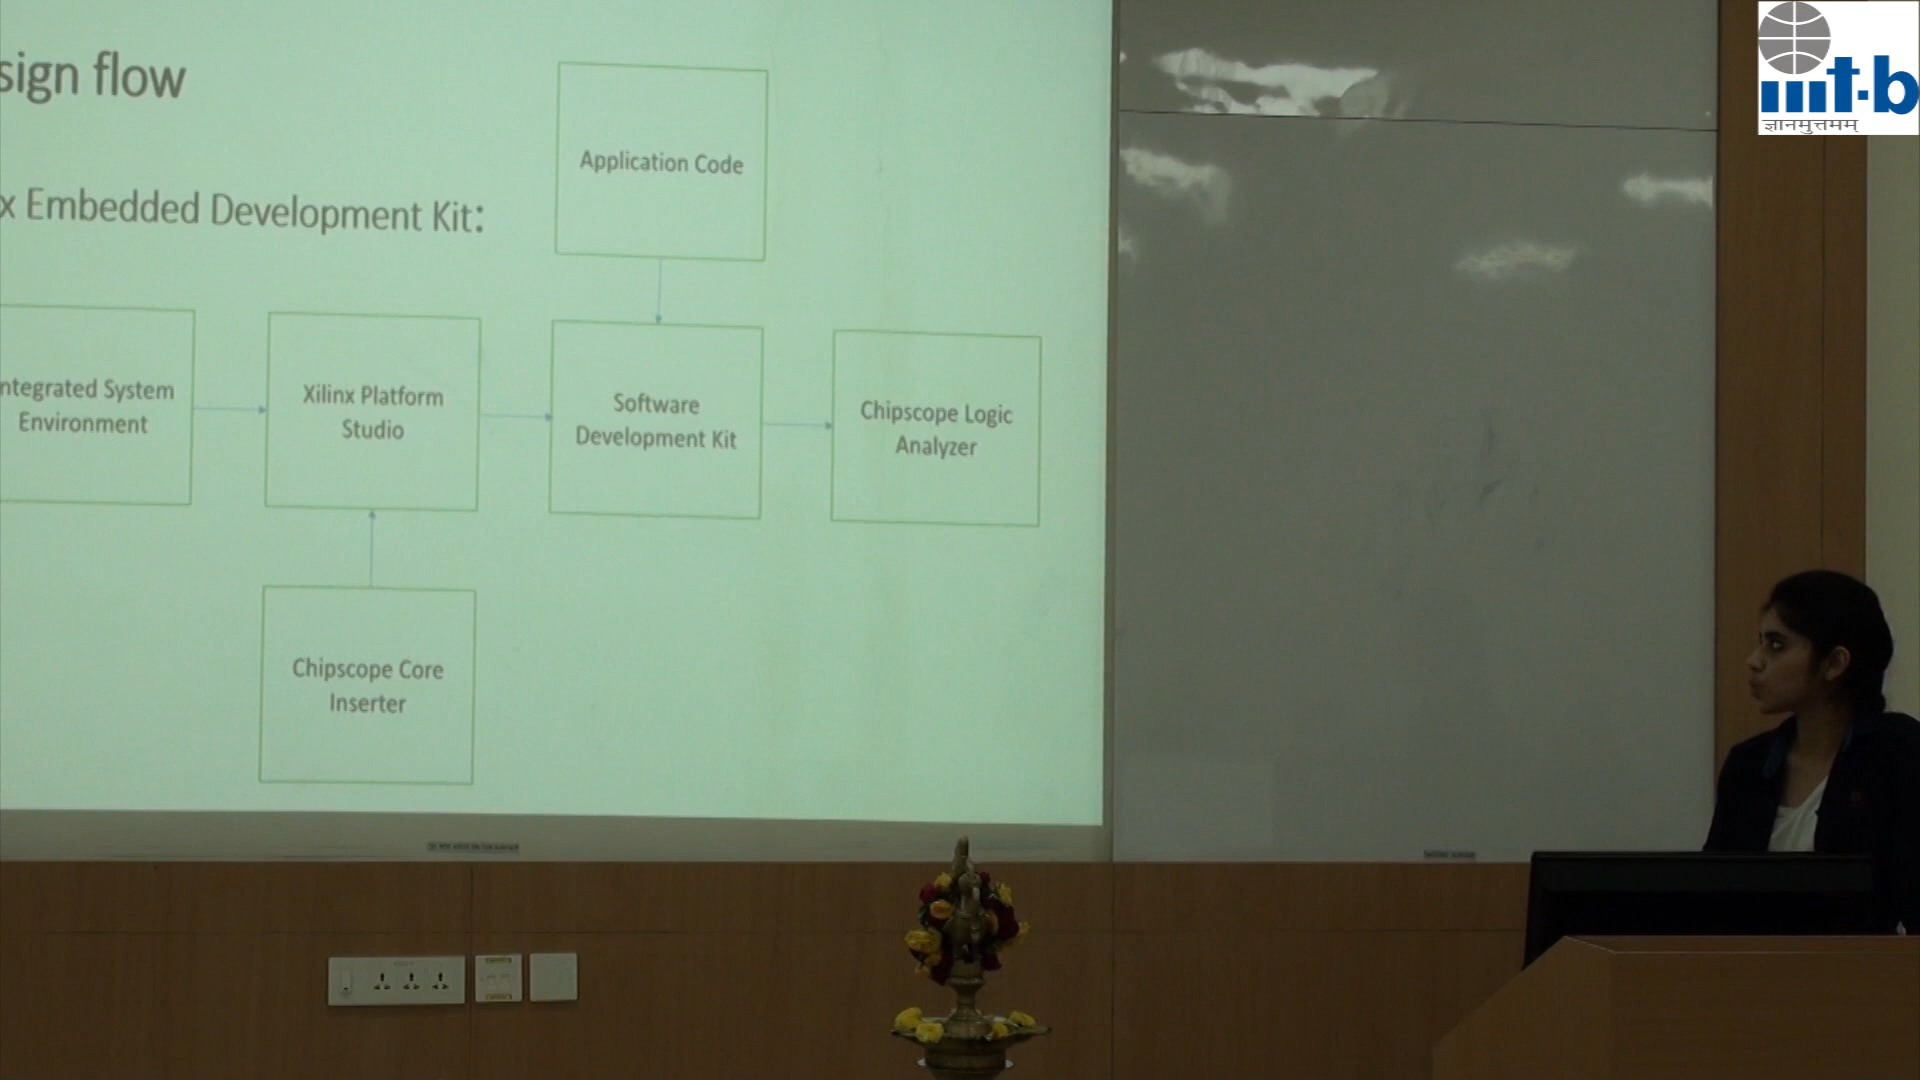 sign flow
x Embedded Development Kit:
Application Code
ntegrated System
Environment
Xilinx Platform
Studio
Software
Development Kit
Chipscope Logic
Analyzer
Chipscope Core
Inserter
iiit-b
ज्ञानमुत्तमम्